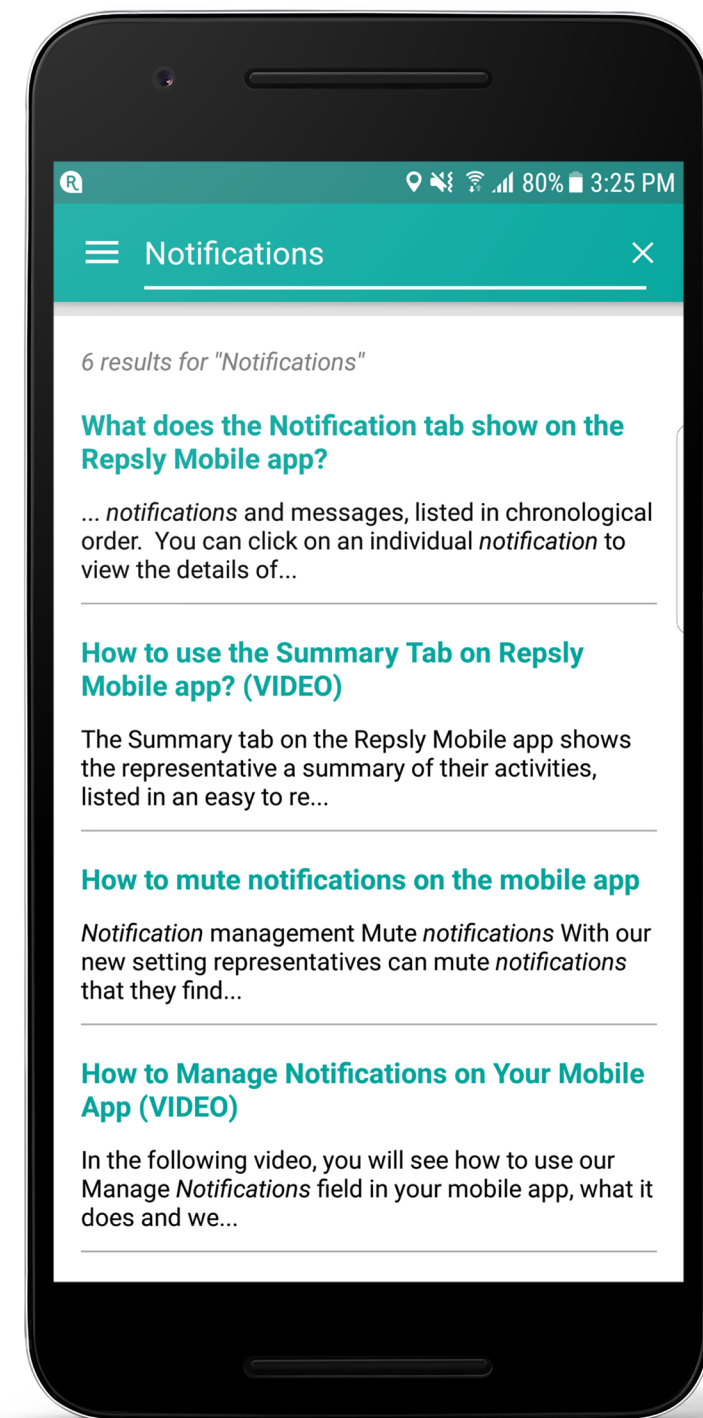 R 80% 3:25 PM
Notifications
6 results for "Notifications"
What does the Notification tab show on the
Repsly Mobile app?
... notifications and messages, listed in chronological
order.  You can click on an individual notification to
view the details of...
How to use the Summary Tab on Repsly
Mobile app? (VIDEO)
The Summary tab on the Repsly Mobile app shows
the representative a summary of their activities,
listed in an easy to re...
How to mute notifications on the mobile app
Notification management Mute notifications With our
new setting representatives can mute notifications
that they find...
How to Manage Notifications on Your Mobile
App (VIDEO)
In the following video, you will see how to use our
Manage Notifications field in your mobile app, what it
does and we...